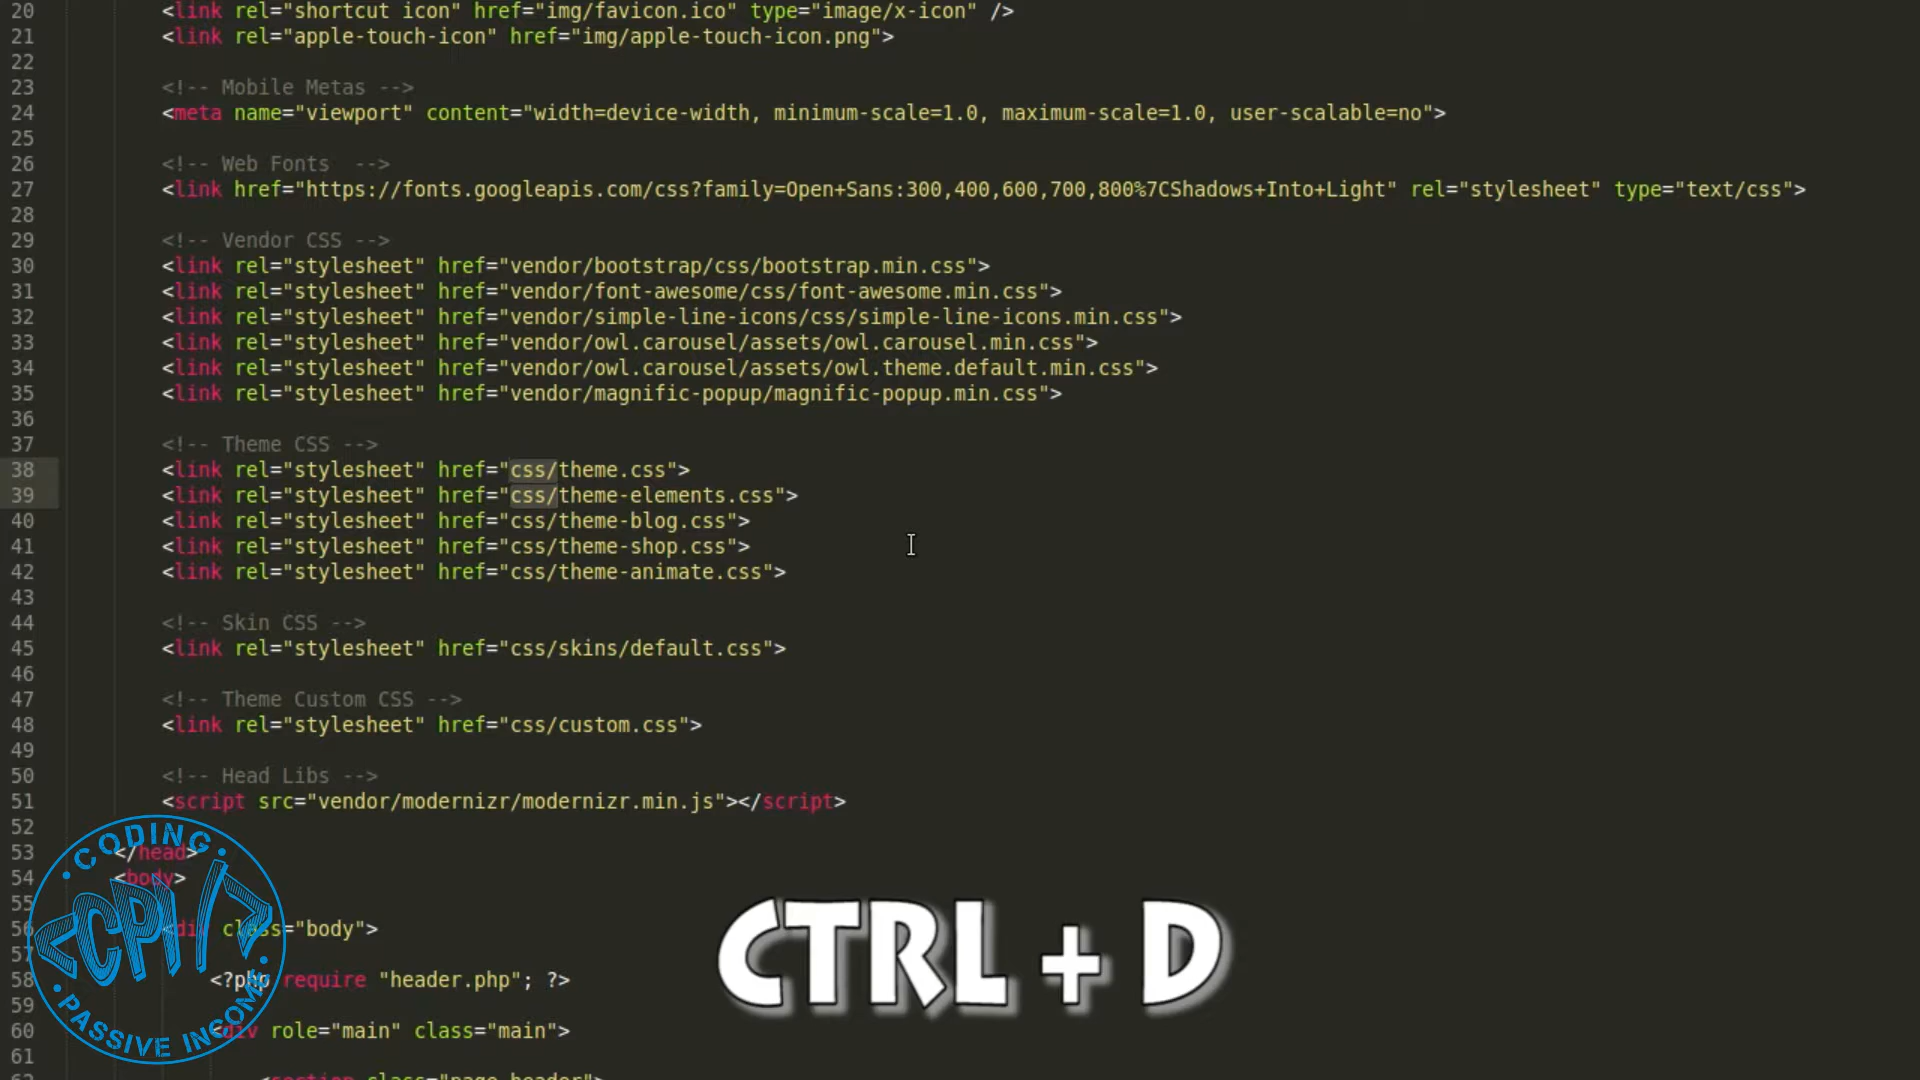 20 <link rel="shortcut icon" href="img/favicon.ico" type="image/x-icon" />
21 <link rel="apple-touch-icon" href="img/apple-touch-icon.png">
22
23 <!-- Mobile Metas -->
24 <meta name="viewport" content="width=device-width, minimum-scale=1.0, maximum-scale=1.0, user-scalable=no">
25
26 <!-- Web Fonts  -->
27 <link href="https://fonts.googleapis.com/css?family=Open+Sans:300,400,600,700,800%7CShadows+Into+Light" rel="stylesheet" type="text/css">
28
29 <!-- Vendor CSS -->
30 <link rel="stylesheet" href="vendor/bootstrap/css/bootstrap.min.css">
31 <link rel="stylesheet" href="vendor/font-awesome/css/font-awesome.min.css">
32 <link rel="stylesheet" href="vendor/simple-line-icons/css/simple-line-icons.min.css">
33 <link rel="stylesheet" href="vendor/owl.carousel/assets/owl.carousel.min.css">
34 <link rel="stylesheet" href="vendor/owl.carousel/assets/owl.theme.default.min.css">
35 <link rel="stylesheet" href="vendor/magnific-popup/magnific-popup.min.css">
36
37 <!-- Theme CSS -->
38 <link rel="stylesheet" href="css/theme.css">
39 <link rel="stylesheet" href="css/theme-elements.css">
40 <link rel="stylesheet" href="css/theme-blog.css">
41 <link rel="stylesheet" href="css/theme-shop.css">
42 <link rel="stylesheet" href="css/theme-animate.css">
43
44 <!-- Skin CSS -->
45 <link rel="stylesheet" href="css/skins/default.css">
46
47 <!-- Theme Custom CSS -->
48 <link rel="stylesheet" href="css/custom.css">
49
50 <!-- Head Libs -->
51 <script src="vendor/modernizr/modernizr.min.js"></script>
52
53 </head>
54 <body>
55
56 <div class="body">
57
58 <?php require "header.php"; ?>
59
60 <div role="main" class="main">
61
62 <section class="page-header">
CODING
<CPI/>
PASSIVE INCOME
CTRL + D